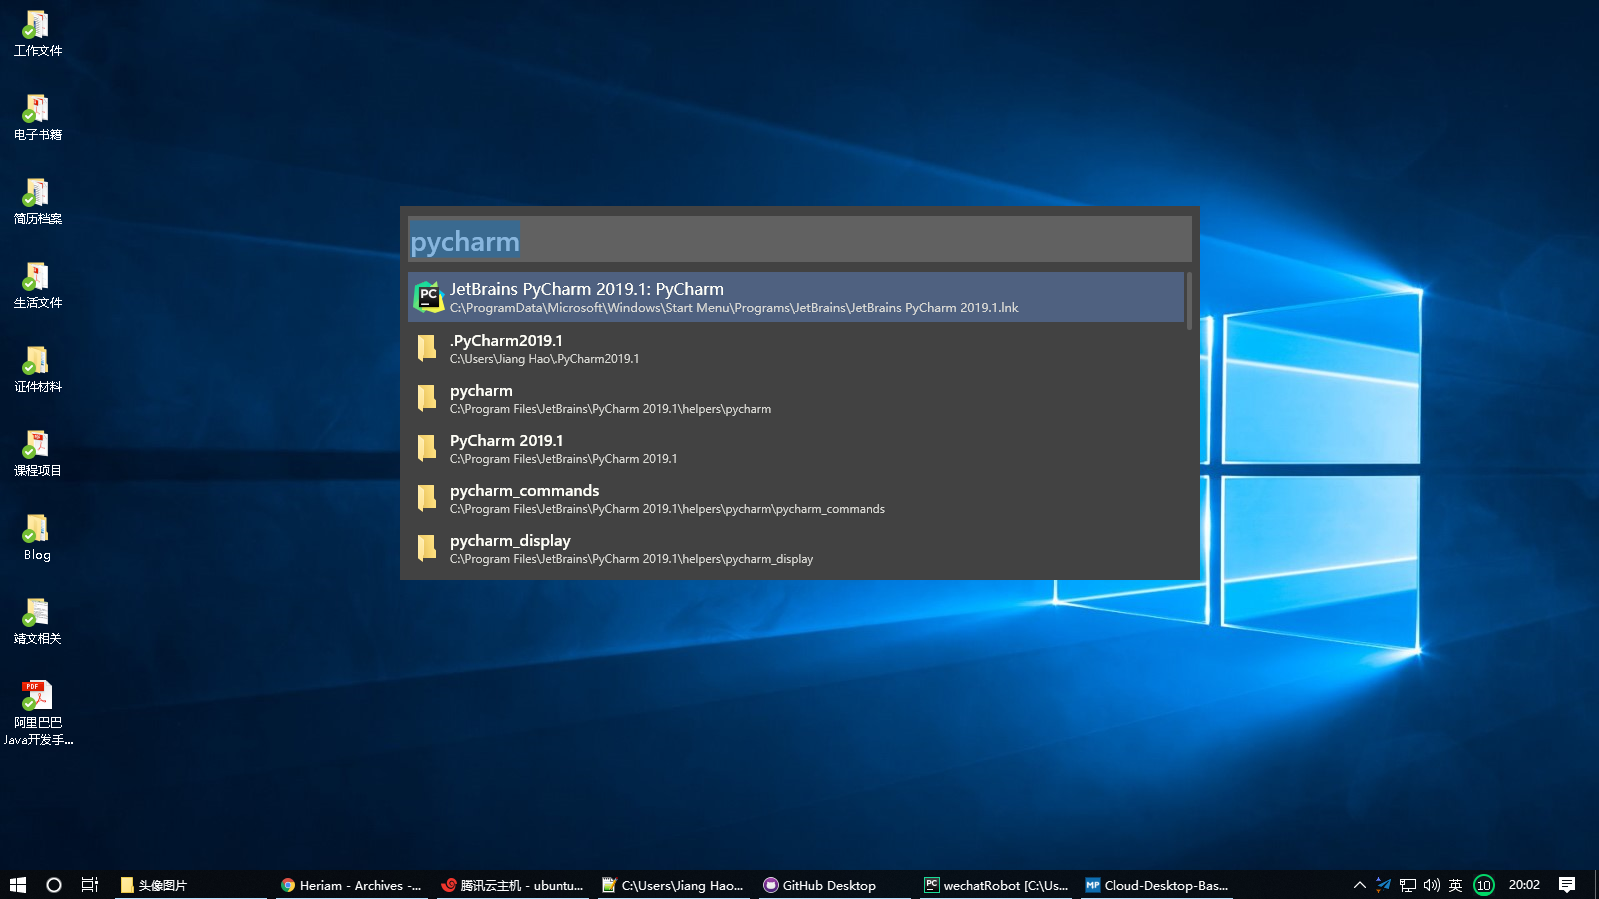 工作文件
电子书籍
简历档案
生活文件
证件材料
课程项目
Blog
靖文相关
PDF
阿里巴巴
Java开发手...
pycharm
PC
JetBrains PyCharm 2019.1: PyCharm
C:\ProgramData\Microsoft\Windows\Start Menu\Programs\JetBrains\JetBrains PyCharm 2019.1.lnk
.PyCharm2019.1
C:\Users\Jiang Hao\.PyCharm2019.1
pycharm
C:\Program Files\JetBrains\PyCharm 2019.1\helpers\pycharm
PyCharm 2019.1
C:\Program Files\JetBrains\PyCharm 2019.1
pycharm_commands
C:\Program Files\JetBrains\PyCharm 2019.1\helpers\pycharm\pycharm_commands
pycharm_display
C:\Program Files\JetBrains\PyCharm 2019.1\helpers\pycharm_display
头像图片
Heriam - Archives -...
腾讯云主机 - ubuntu...
C:\Users\Jiang Hao...
GitHub Desktop
PC
wechatRobot [C:\Us...
MP
Cloud-Desktop-Bas...
英
10
20:02